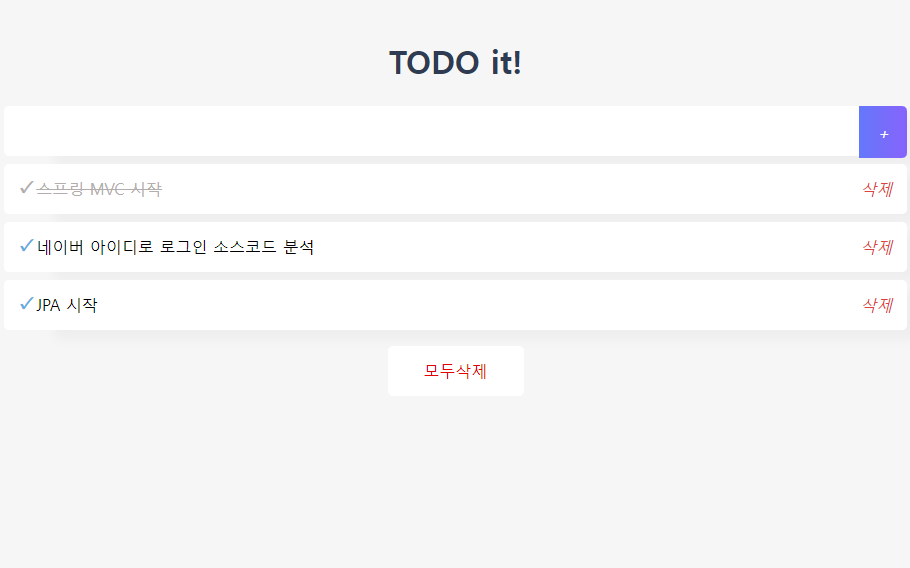 TODO it!
+
✓스프링 MVC 시작 삭제
✓네이버 아이디로 로그인 소스코드 분석 삭제
✓JPA 시작 삭제
모두삭제